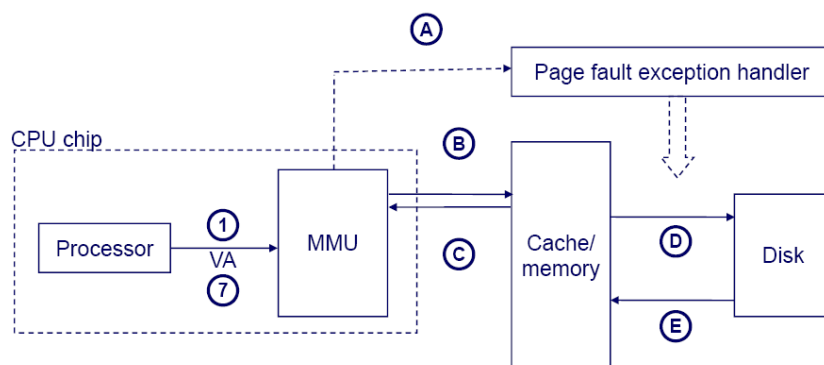 A
Page fault exception handler
CPU chip
B
1
Processor
VA
MMU
7
C
Cache/
memory
D
Disk
E